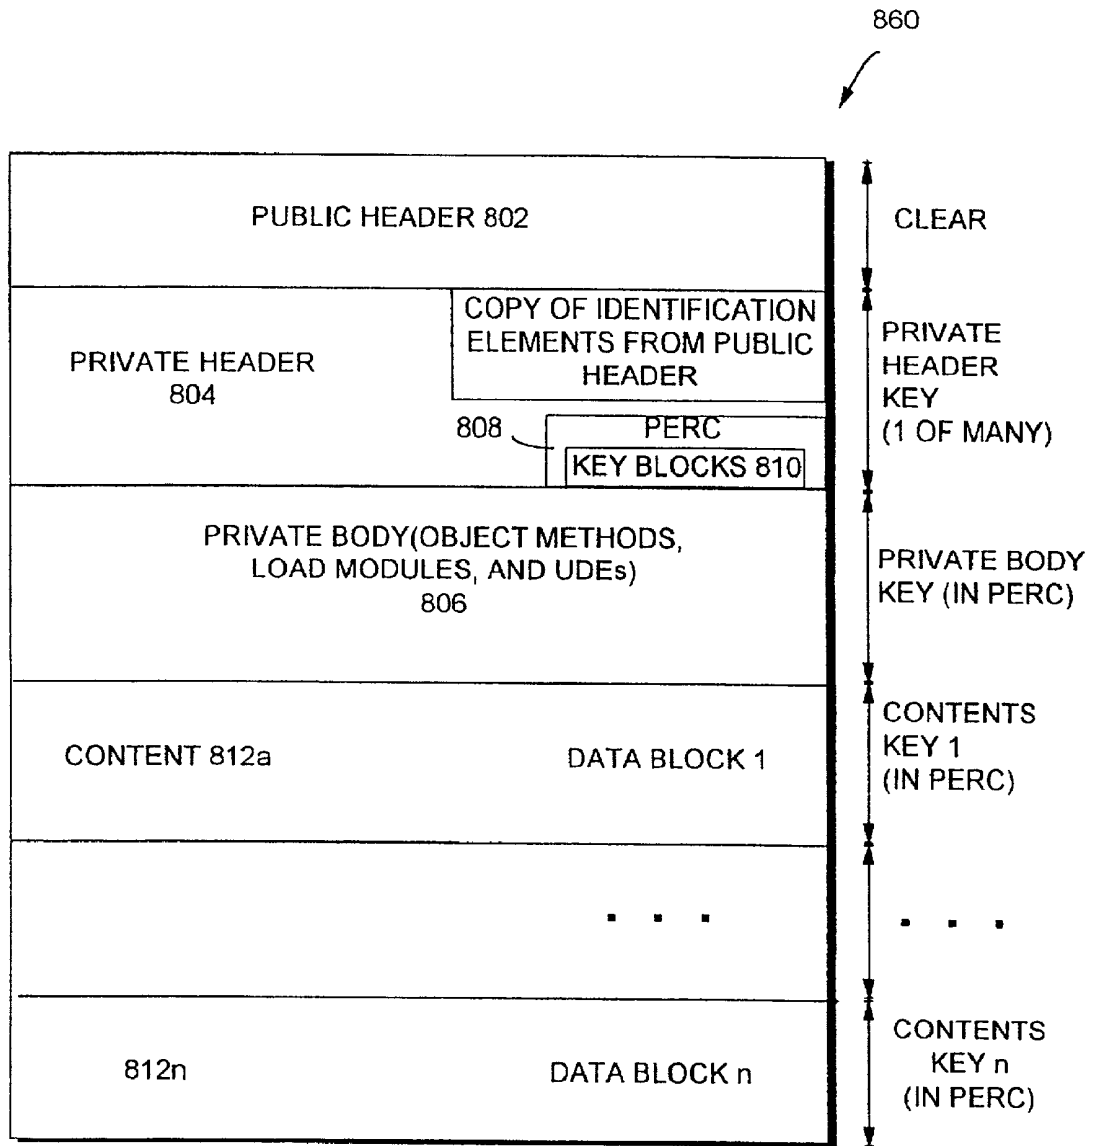 860
PUBLIC HEADER 802
CLEAR
COPY OF IDENTIFICATION
ELEMENTS FROM PUBLIC
HEADER
PRIVATE HEADER
804
808
PERC
KEY BLOCKS 810
PRIVATE
HEADER
KEY
(1 OF MANY)
PRIVATE BODY(OBJECT METHODS,
LOAD MODULES, AND UDEs)
806
PRIVATE BODY
KEY (IN PERC)
CONTENT 812a
DATA BLOCK 1
CONTENTS
KEY 1
(IN PERC)
. . .
. . .
812n
DATA BLOCK n
CONTENTS
KEY n
(IN PERC)